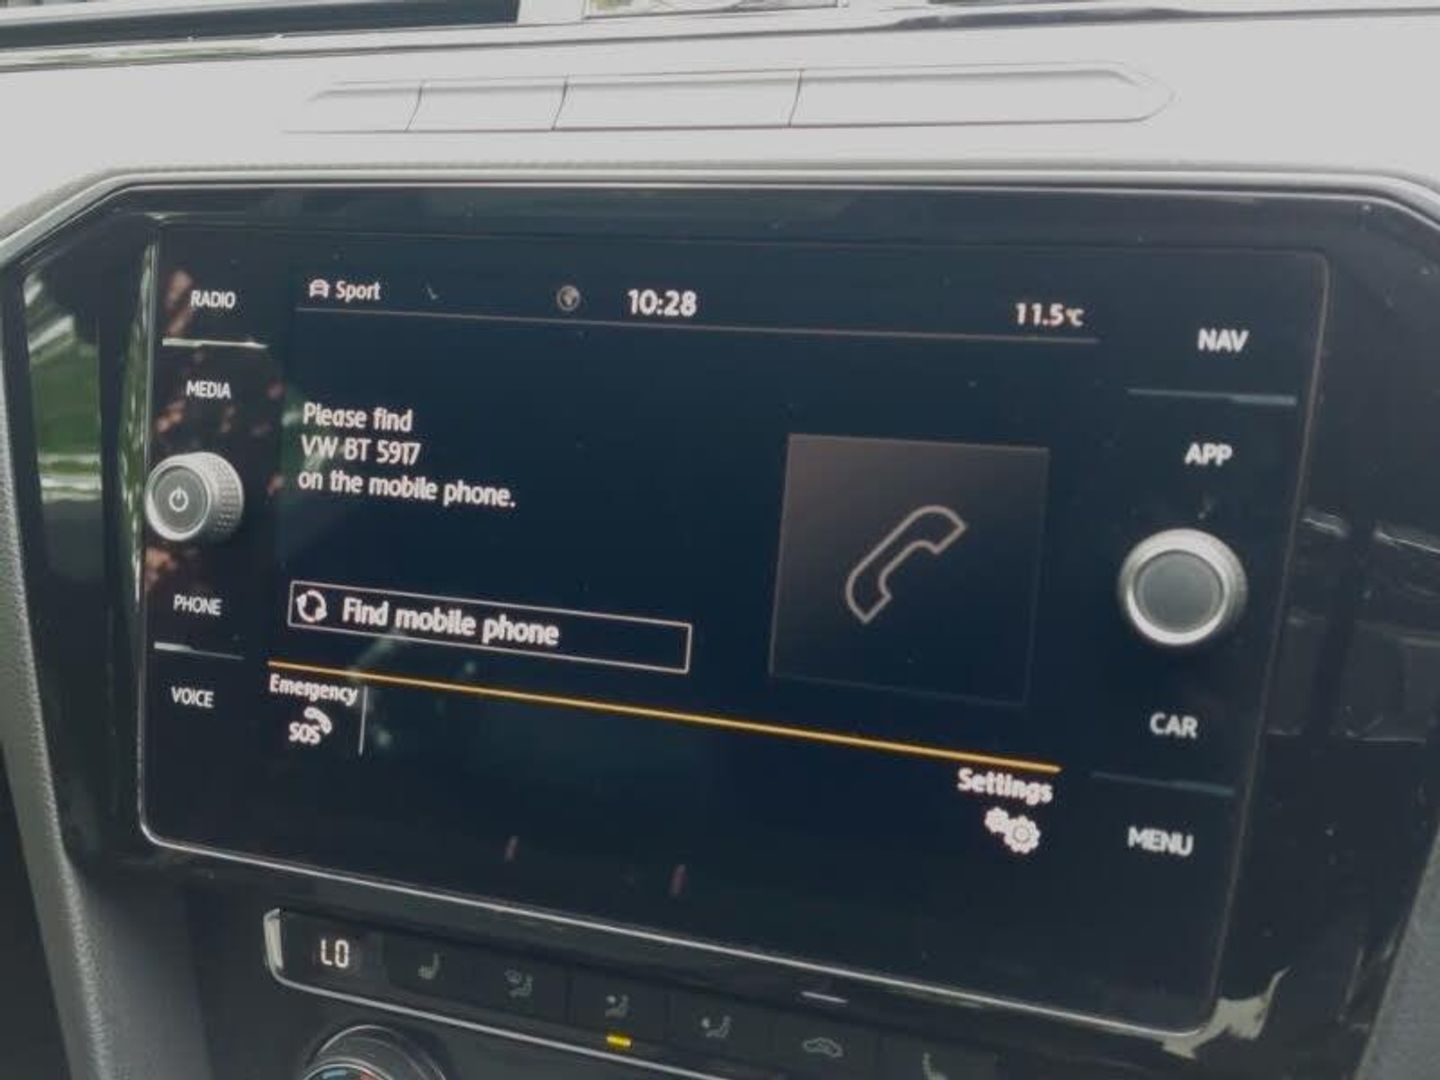 RADIO
Sport
10:28
11.5℃
NAV
MEDIA
Please find
VW BT 5917
on the mobile phone.
APP
PHONE
Find mobile phone
VOICE
Emergency
SOS
CAR
Settings
MENU
LO